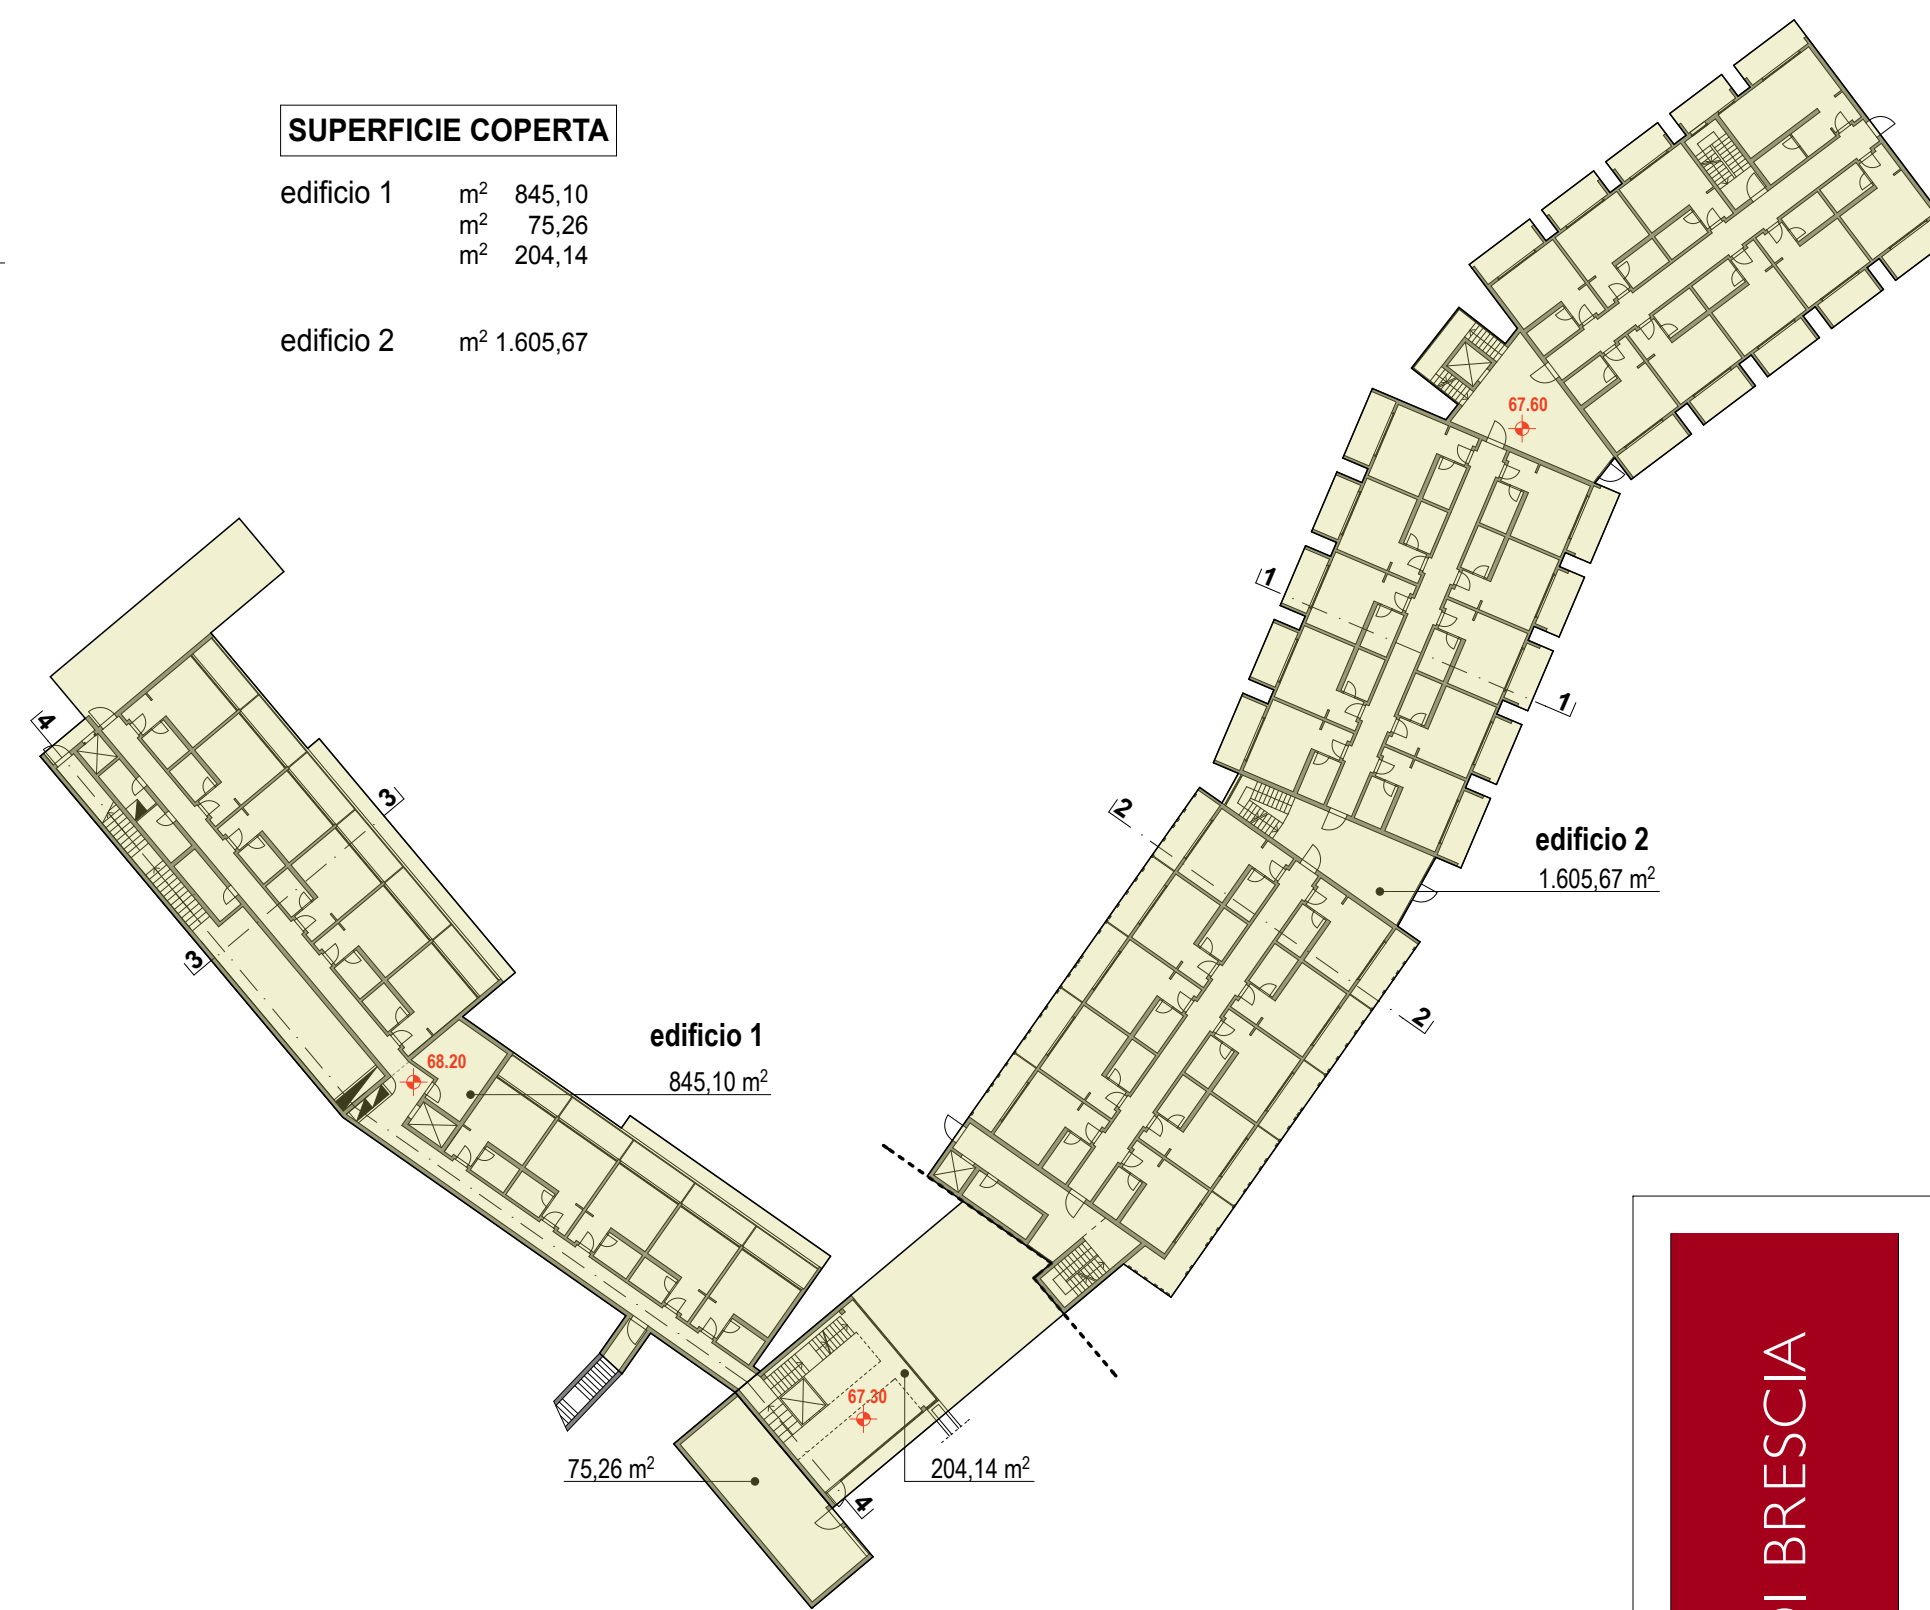 SUPERFICIE COPERTA
edificio 1 m² 845,10
m² 75,26
m² 204,14
edificio 2 m² 1.605,67
67.60
1
1
4
3
2
edificio 2
1.605,67 m²
3
2
edificio 1
68.20
845,10 m²
67.30
75,26 m²
204,14 m²
4
DI BRESCIA